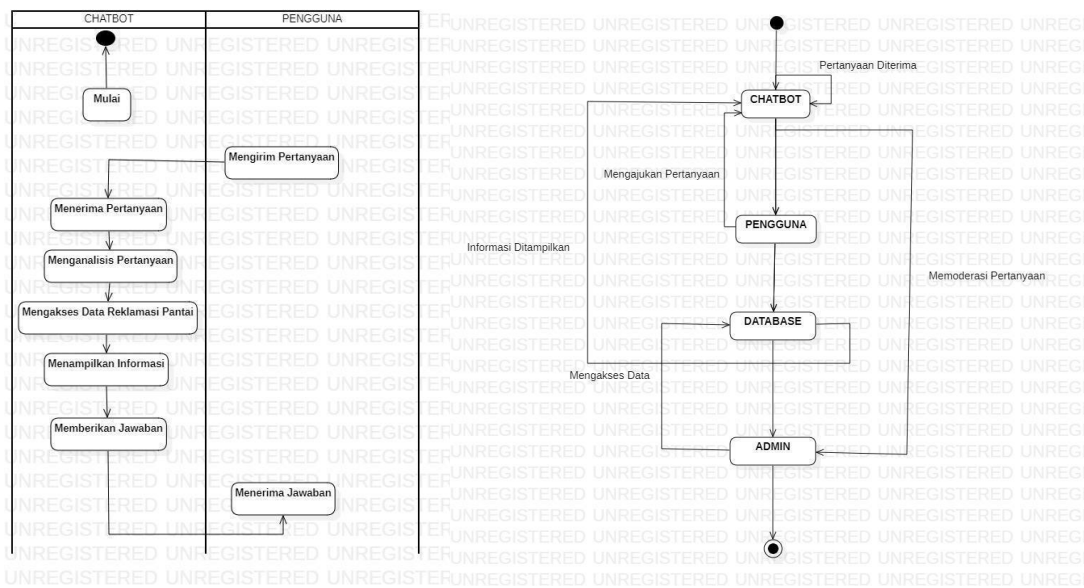 CHATBOT
PENGGUNA
Mulai
Mengirim Pertanyaan
Menerima Pertanyaan
Menganalisis Pertanyaan
Mengakses Data Reklamasi Pantai
Menampilkan Informasi
Memberikan Jawaban
Menerima Jawaban
Pertanyaan Diterima
CHATBOT
Mengajukan Pertanyaan
PENGGUNA
Informasi Ditampilkan
Memoderasi Pertanyaan
DATABASE
Mengakses Data
ADMIN
UNREGISTERED